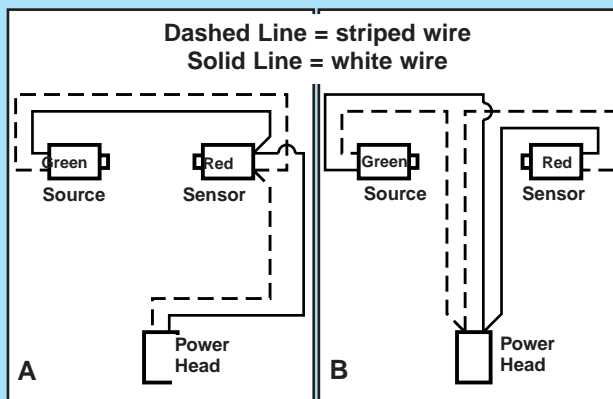 Dashed Line = striped wire
Solid Line = white wire
Green
Red
Source
Sensor
Power
Head
A
Green
Red
Source
Sensor
Power
Head
B